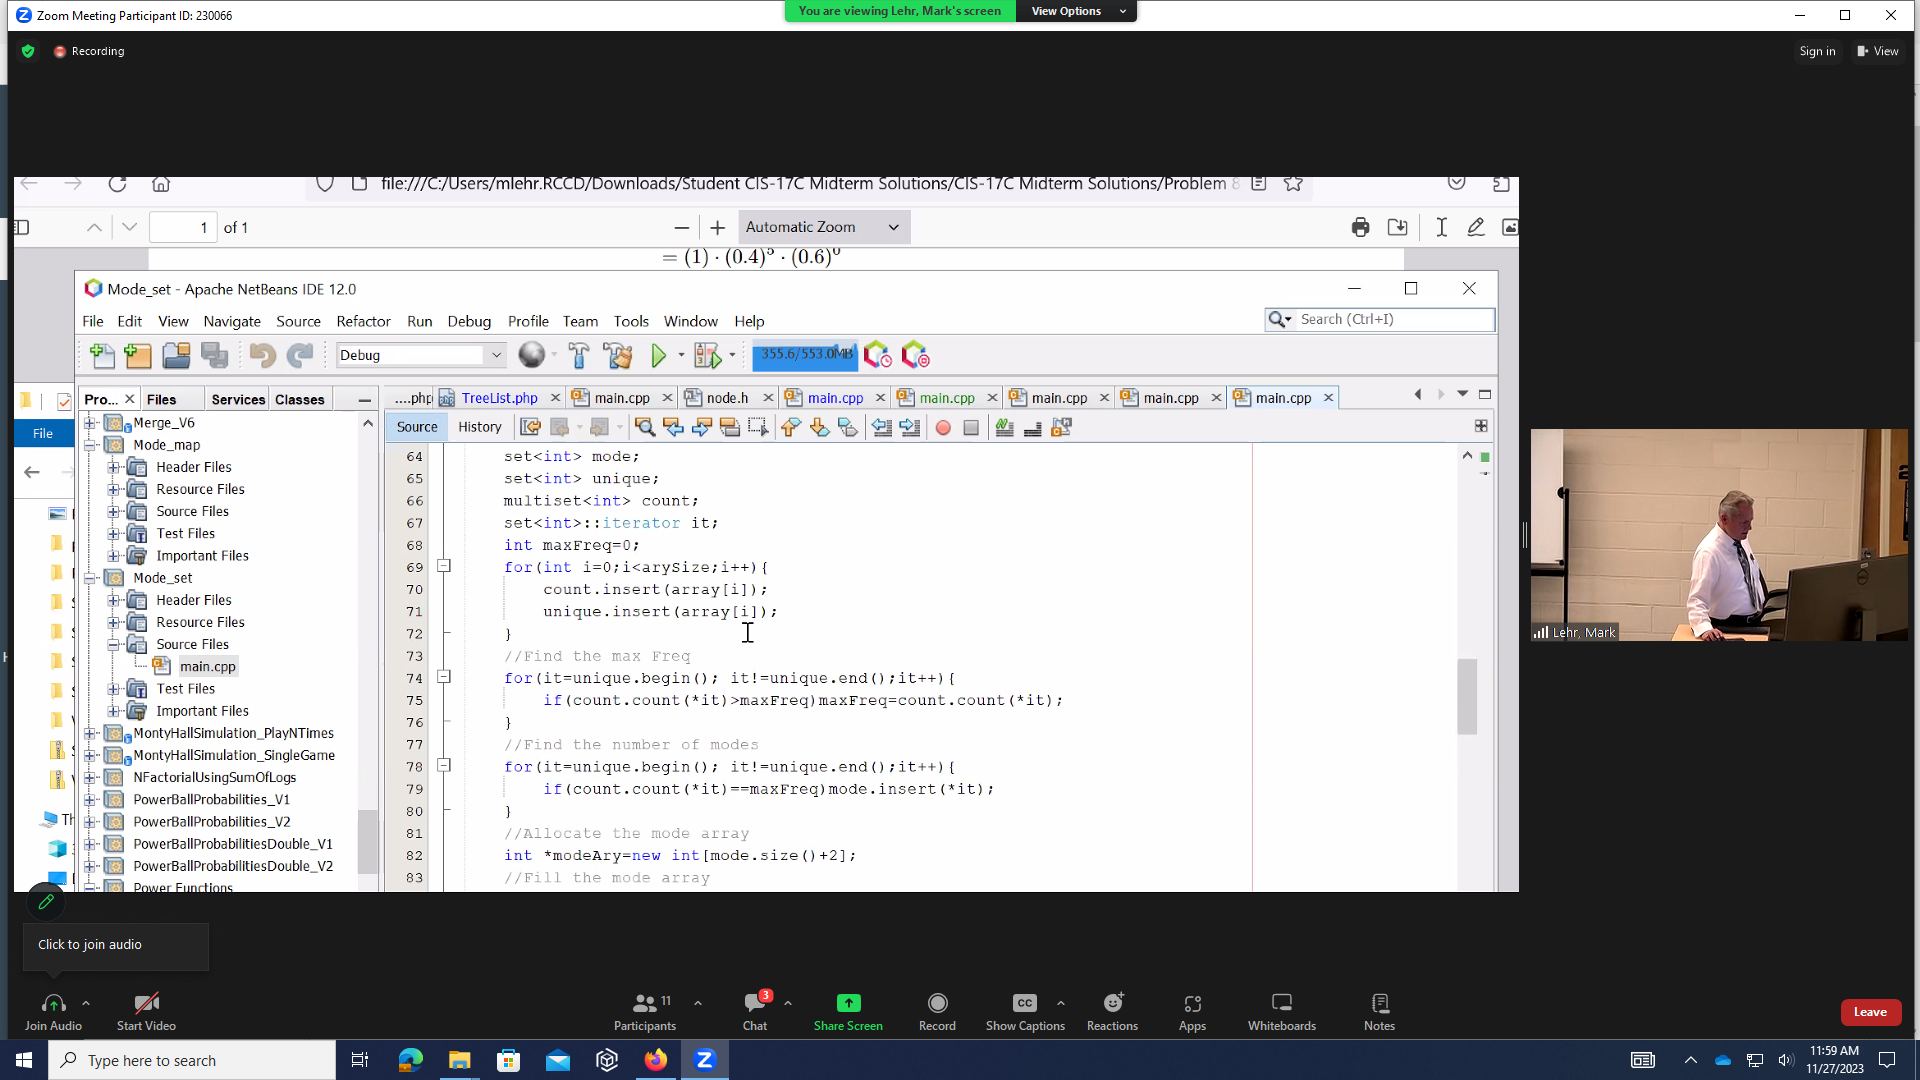 Zoom Meeting Participant ID: 230066
You are viewing Lehr, Mark's screen
View Options
Recording
Sign in
View
file:///C:/Users/mlehr.RCCD/Downloads/Student CIS-17C Midterm Solutions/CIS-17C Midterm Solutions/Problem 8
1 of 1
Automatic Zoom
= (1) · (0.4)⁵ · (0.6)⁰
Mode_set - Apache NetBeans IDE 12.0
File Edit View Navigate Source Refactor Run Debug Profile Team Tools Window Help
Search (Ctrl+I)
Debug
355.6/553.0MB
Pro... Files Services Classes
....php TreeList.php main.cpp node.h main.cpp main.cpp main.cpp main.cpp main.cpp
Source History
File
Merge_V6
Mode_map
Header Files
Resource Files
Source Files
Test Files
Important Files
Mode_set
Header Files
Resource Files
Source Files
main.cpp
Test Files
Important Files
MontyHallSimulation_PlayNTimes
MontyHallSimulation_SingleGame
NFactorialUsingSumOfLogs
PowerBallProbabilities_V1
PowerBallProbabilities_V2
PowerBallProbabilitiesDouble_V1
PowerBallProbabilitiesDouble_V2
Power Functions
64 set<int> mode;
65 set<int> unique;
66 multiset<int> count;
67 set<int>::iterator it;
68 int maxFreq=0;
69 for(int i=0;i<arySize;i++){
70 count.insert(array[i]);
71 unique.insert(array[i]);
72 }
73 //Find the max Freq
74 for(it=unique.begin(); it!=unique.end();it++){
75 if(count.count(*it)>maxFreq)maxFreq=count.count(*it);
76 }
77 //Find the number of modes
78 for(it=unique.begin(); it!=unique.end();it++){
79 if(count.count(*it)==maxFreq)mode.insert(*it);
80 }
81 //Allocate the mode array
82 int *modeAry=new int[mode.size()+2];
83 //Fill the mode array
Lehr, Mark
Click to join audio
Join Audio
Start Video
Participants 11
Chat 3
Share Screen
Record
CC
Show Captions
Reactions
Apps
Whiteboards
Notes
Leave
Type here to search
11:59 AM
11/27/2023